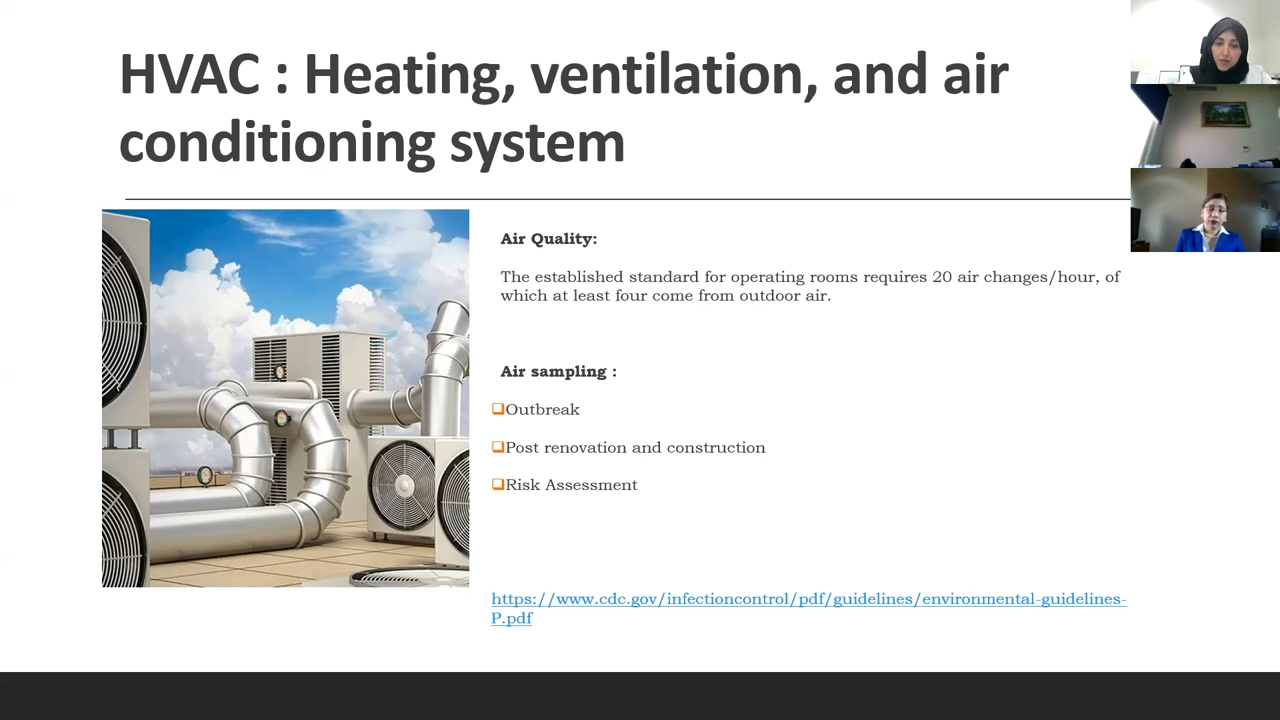 HVAC : Heating, ventilation, and air
conditioning system
Air Quality:
The established standard for operating rooms requires 20 air changes/hour, of
which at least four come from outdoor air.
Air sampling :
❑Outbreak
❑Post renovation and construction
❑Risk Assessment
https://www.cdc.gov/infectioncontrol/pdf/guidelines/environmental-guidelines-
P.pdf